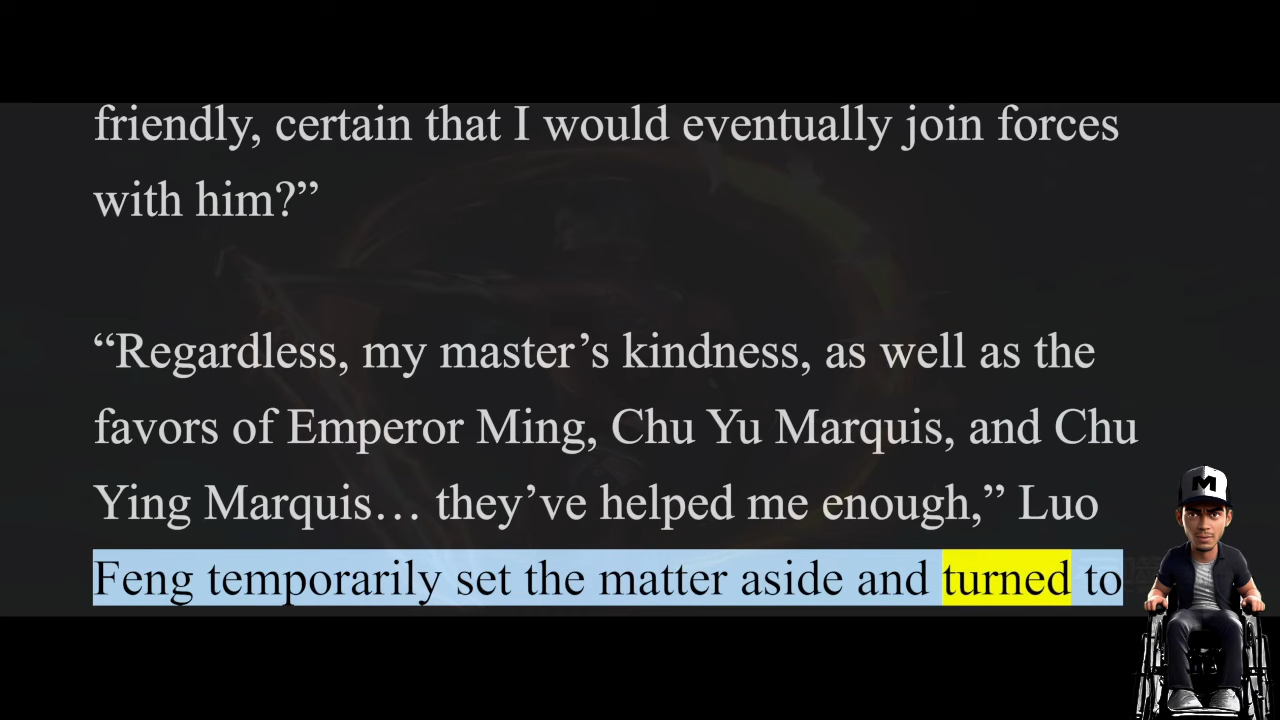 friendly, certain that I would eventually join forces
with him?”
“Regardless, my master’s kindness, as well as the
favors of Emperor Ming, Chu Yu Marquis, and Chu
Ying Marquis… they’ve helped me enough,” Luo
Feng temporarily set the matter aside and turned to
M